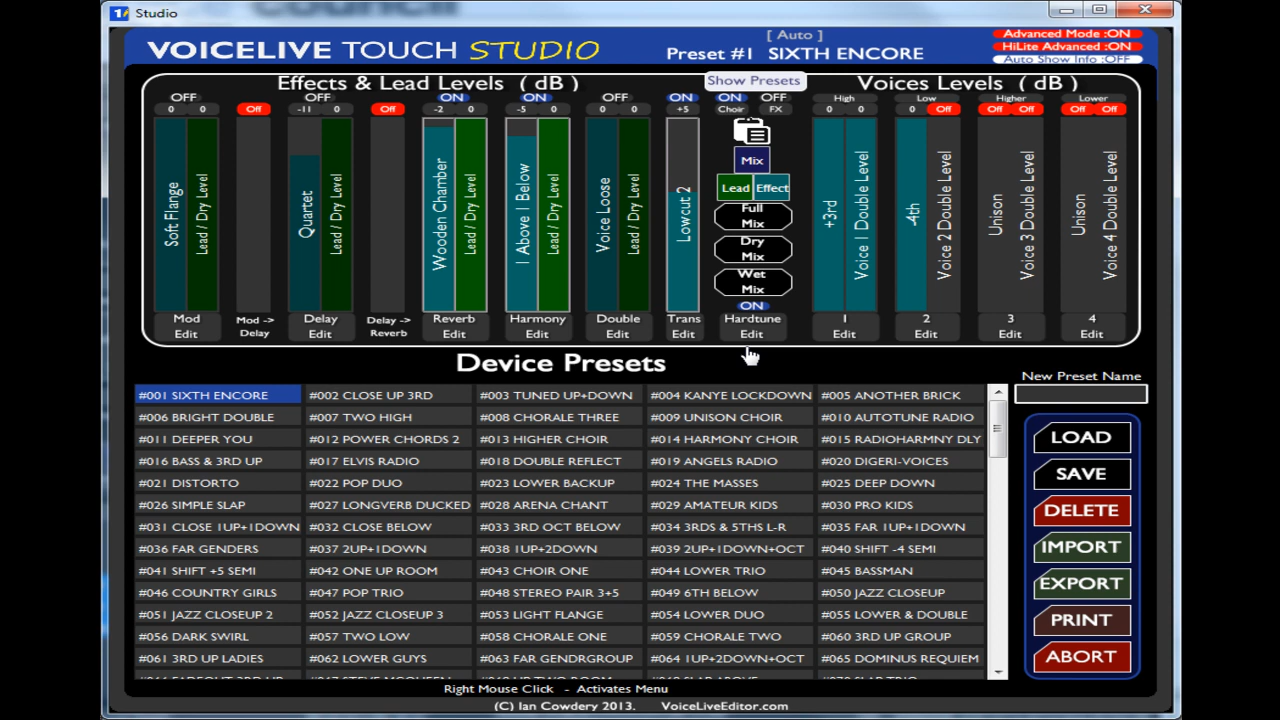 Studio
VOICELIVE TOUCH STUDIO
[ Auto ]
Preset #1 SIXTH ENCORE
Advanced Mode :ON
HiLite Advanced :ON
Auto Show Info :OFF
Effects & Lead Levels ( dB )
Show Presets
Voices Levels ( dB )
OFF OFF ON ON OFF ON ON OFF High Low Higher Lower
0 0 Off -11 0 Off -2 0 -5 0 0 0 +5 Choir FX 0 0 0 Off Off Off Off Off
Soft Flange
Lead / Dry Level
Quartet
Lead / Dry Level
Wooden Chamber
Lead / Dry Level
1 Above 1 Below
Lead / Dry Level
Voice Loose
Lead / Dry Level
Lowcut 2
Mix
Lead Effect
Full
Mix
Dry
Mix
Wet
Mix
ON
+3rd
Voice 1 Double Level
-4th
Voice 2 Double Level
Unison
Voice 3 Double Level
Unison
Voice 4 Double Level
Mod Mod -> Delay Delay -> Reverb Harmony Double Trans Hardtune 1 2 3 4
Edit Delay Edit Reverb Edit Edit Edit Edit Edit Edit Edit Edit Edit
Device Presets
New Preset Name
#001 SIXTH ENCORE #002 CLOSE UP 3RD #003 TUNED UP+DOWN #004 KANYE LOCKDOWN #005 ANOTHER BRICK
#006 BRIGHT DOUBLE #007 TWO HIGH #008 CHORALE THREE #009 UNISON CHOIR #010 AUTOTUNE RADIO
#011 DEEPER YOU #012 POWER CHORDS 2 #013 HIGHER CHOIR #014 HARMONY CHOIR #015 RADIOHARMNY DLY
#016 BASS & 3RD UP #017 ELVIS RADIO #018 DOUBLE REFLECT #019 ANGELS RADIO #020 DIGERI-VOICES
#021 DISTORTO #022 POP DUO #023 LOWER BACKUP #024 THE MASSES #025 DEEP DOWN
#026 SIMPLE SLAP #027 LONGVERB DUCKED #028 ARENA CHANT #029 AMATEUR KIDS #030 PRO KIDS
#031 CLOSE 1UP+1DOWN #032 CLOSE BELOW #033 3RD OCT BELOW #034 3RDS & 5THS L-R #035 FAR 1UP+1DOWN
#036 FAR GENDERS #037 2UP+1DOWN #038 1UP+2DOWN #039 2UP+1DOWN+OCT #040 SHIFT -4 SEMI
#041 SHIFT +5 SEMI #042 ONE UP ROOM #043 CHOIR ONE #044 LOWER TRIO #045 BASSMAN
#046 COUNTRY GIRLS #047 POP TRIO #048 STEREO PAIR 3+5 #049 6TH BELOW #050 JAZZ CLOSEUP
#051 JAZZ CLOSEUP 2 #052 JAZZ CLOSEUP 3 #053 LIGHT FLANGE #054 LOWER DUO #055 LOWER & DOUBLE
#056 DARK SWIRL #057 TWO LOW #058 CHORALE ONE #059 CHORALE TWO #060 3RD UP GROUP
#061 3RD UP LADIES #062 LOWER GUYS #063 FAR GENDRGROUP #064 1UP+2DOWN+OCT #065 DOMINUS REQUIEM
LOAD
SAVE
DELETE
IMPORT
EXPORT
PRINT
ABORT
Right Mouse Click - Activates Menu
(C) Ian Cowdery 2013. VoiceLiveEditor.com